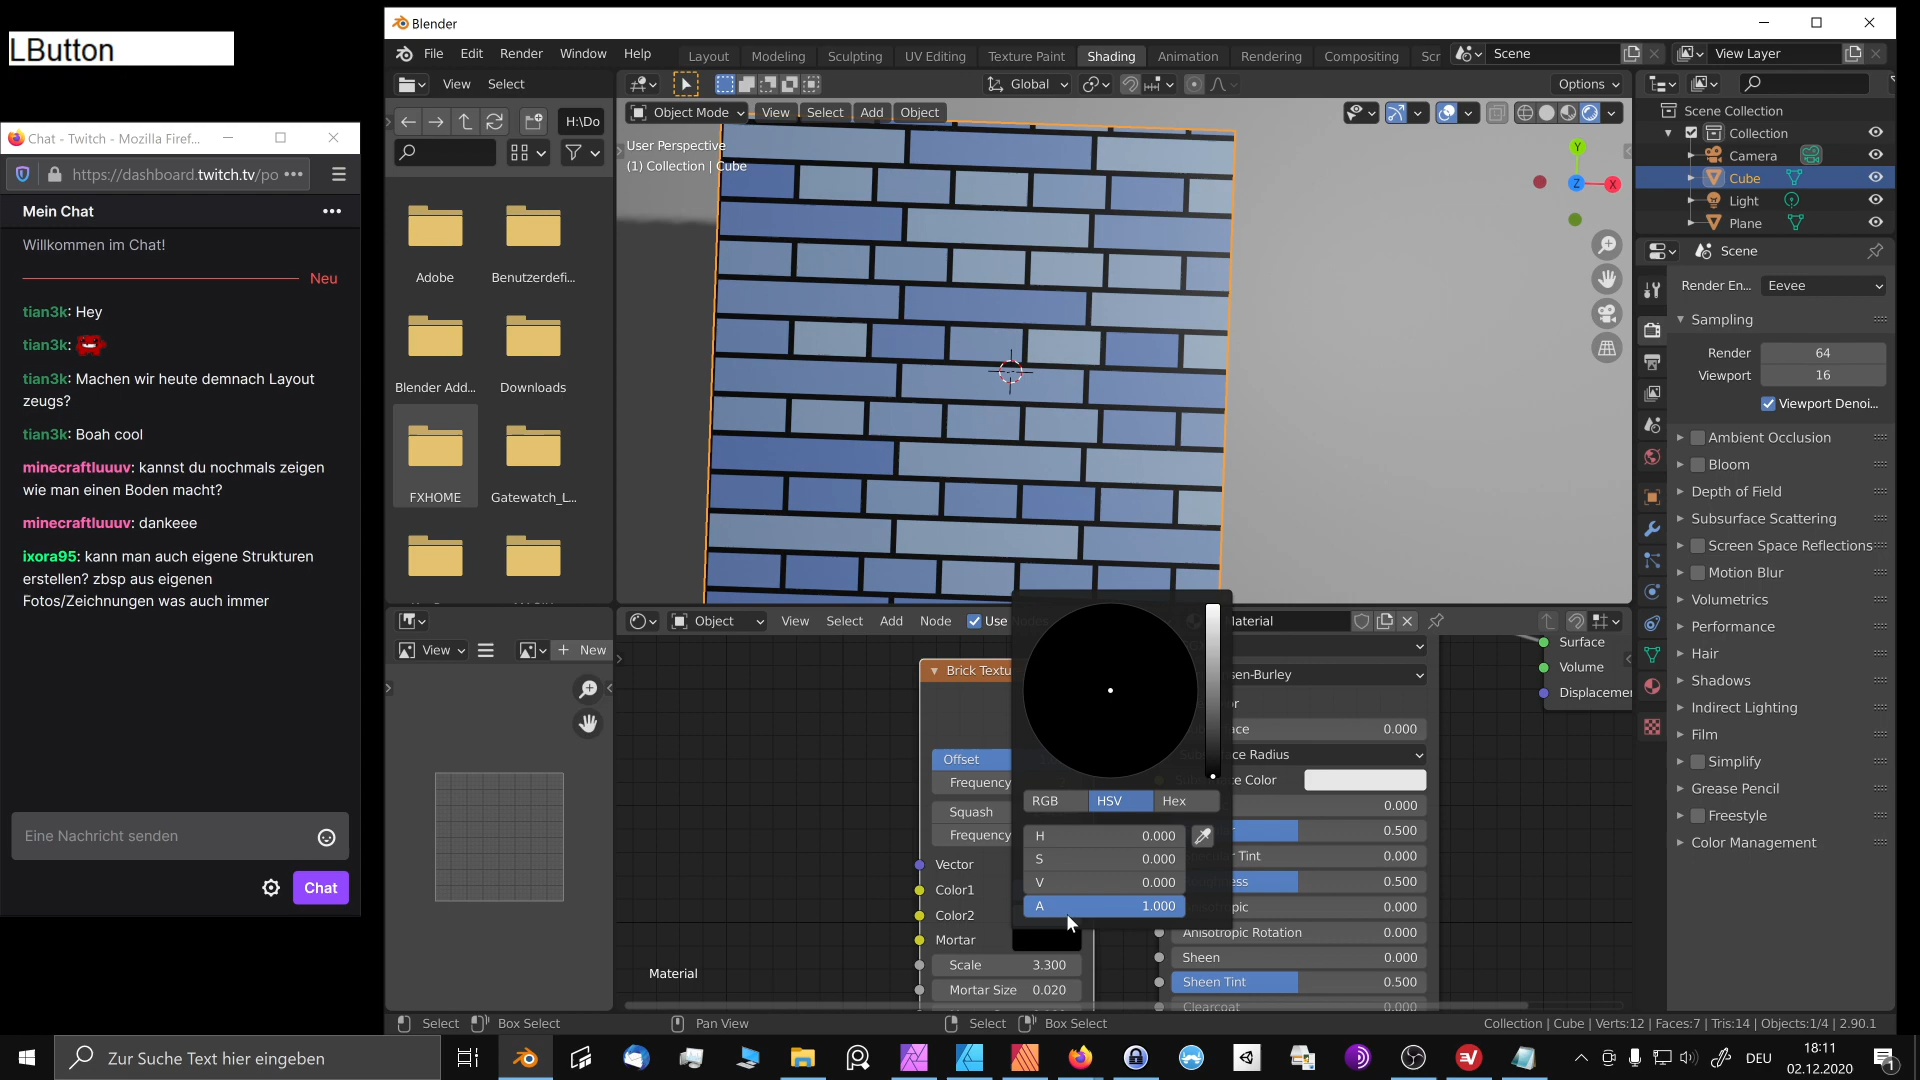 LButton
Chat - Twitch - Mozilla Firef...
https://dashboard.twitch.tv/po
Mein Chat
Willkommen im Chat!
Neu
tian3k: Hey
tian3k:
tian3k: Machen wir heute demnach Layout
zeugs?
tian3k: Boah cool
minecraftluuuv: kannst du nochmals zeigen
wie man einen Boden macht?
minecraftluuuv: dankeee
ixora95: kann man auch eigene Strukturen
erstellen? zbsp aus eigenen
Fotos/Zeichnungen was auch immer
Eine Nachricht senden
Chat
Blender
File Edit Render Window Help
Layout Modeling Sculpting UV Editing Texture Paint Shading Animation Rendering Compositing Scr
Scene
View Layer
View Select
Global
Options
H:\Do
Object Mode View Select Add Object
User Perspective
(1) Collection | Cube
Y
Z
X
Adobe
Benutzerdefi...
Blender Add...
Downloads
FXHOME
Gatewatch_L...
Scene Collection
Collection
Camera
Cube
Light
Plane
Scene
Render En... Eevee
Sampling
Render 64
Viewport 16
Viewport Denoi...
Ambient Occlusion
Bloom
Depth of Field
Subsurface Scattering
Screen Space Reflections
Motion Blur
Volumetrics
Performance
Hair
Shadows
Indirect Lighting
Film
Simplify
Grease Pencil
Freestyle
Color Management
View
New
Object View Select Add Node Use
aterial
Brick Textu
Offset
Frequency
Squash
Frequency
Vector
Color1
Color2
Mortar
Scale 3.300
Mortar Size 0.020
Material
RGB HSV Hex
H 0.000
S 0.000
V 0.000
A 1.000
sen-Burley
0.000
Radius
Color
0.000
0.500
Tint 0.000
0.500
0.000
Anisotropic Rotation 0.000
Sheen 0.000
Sheen Tint 0.500
Clearcoat 0.000
Surface
Volume
Displacemen
Select Box Select Pan View Select Box Select
Collection | Cube | Verts:12 | Faces:7 | Tris:14 | Objects:1/4 | 2.90.1
Zur Suche Text hier eingeben
DEU
18:11
02.12.2020
1